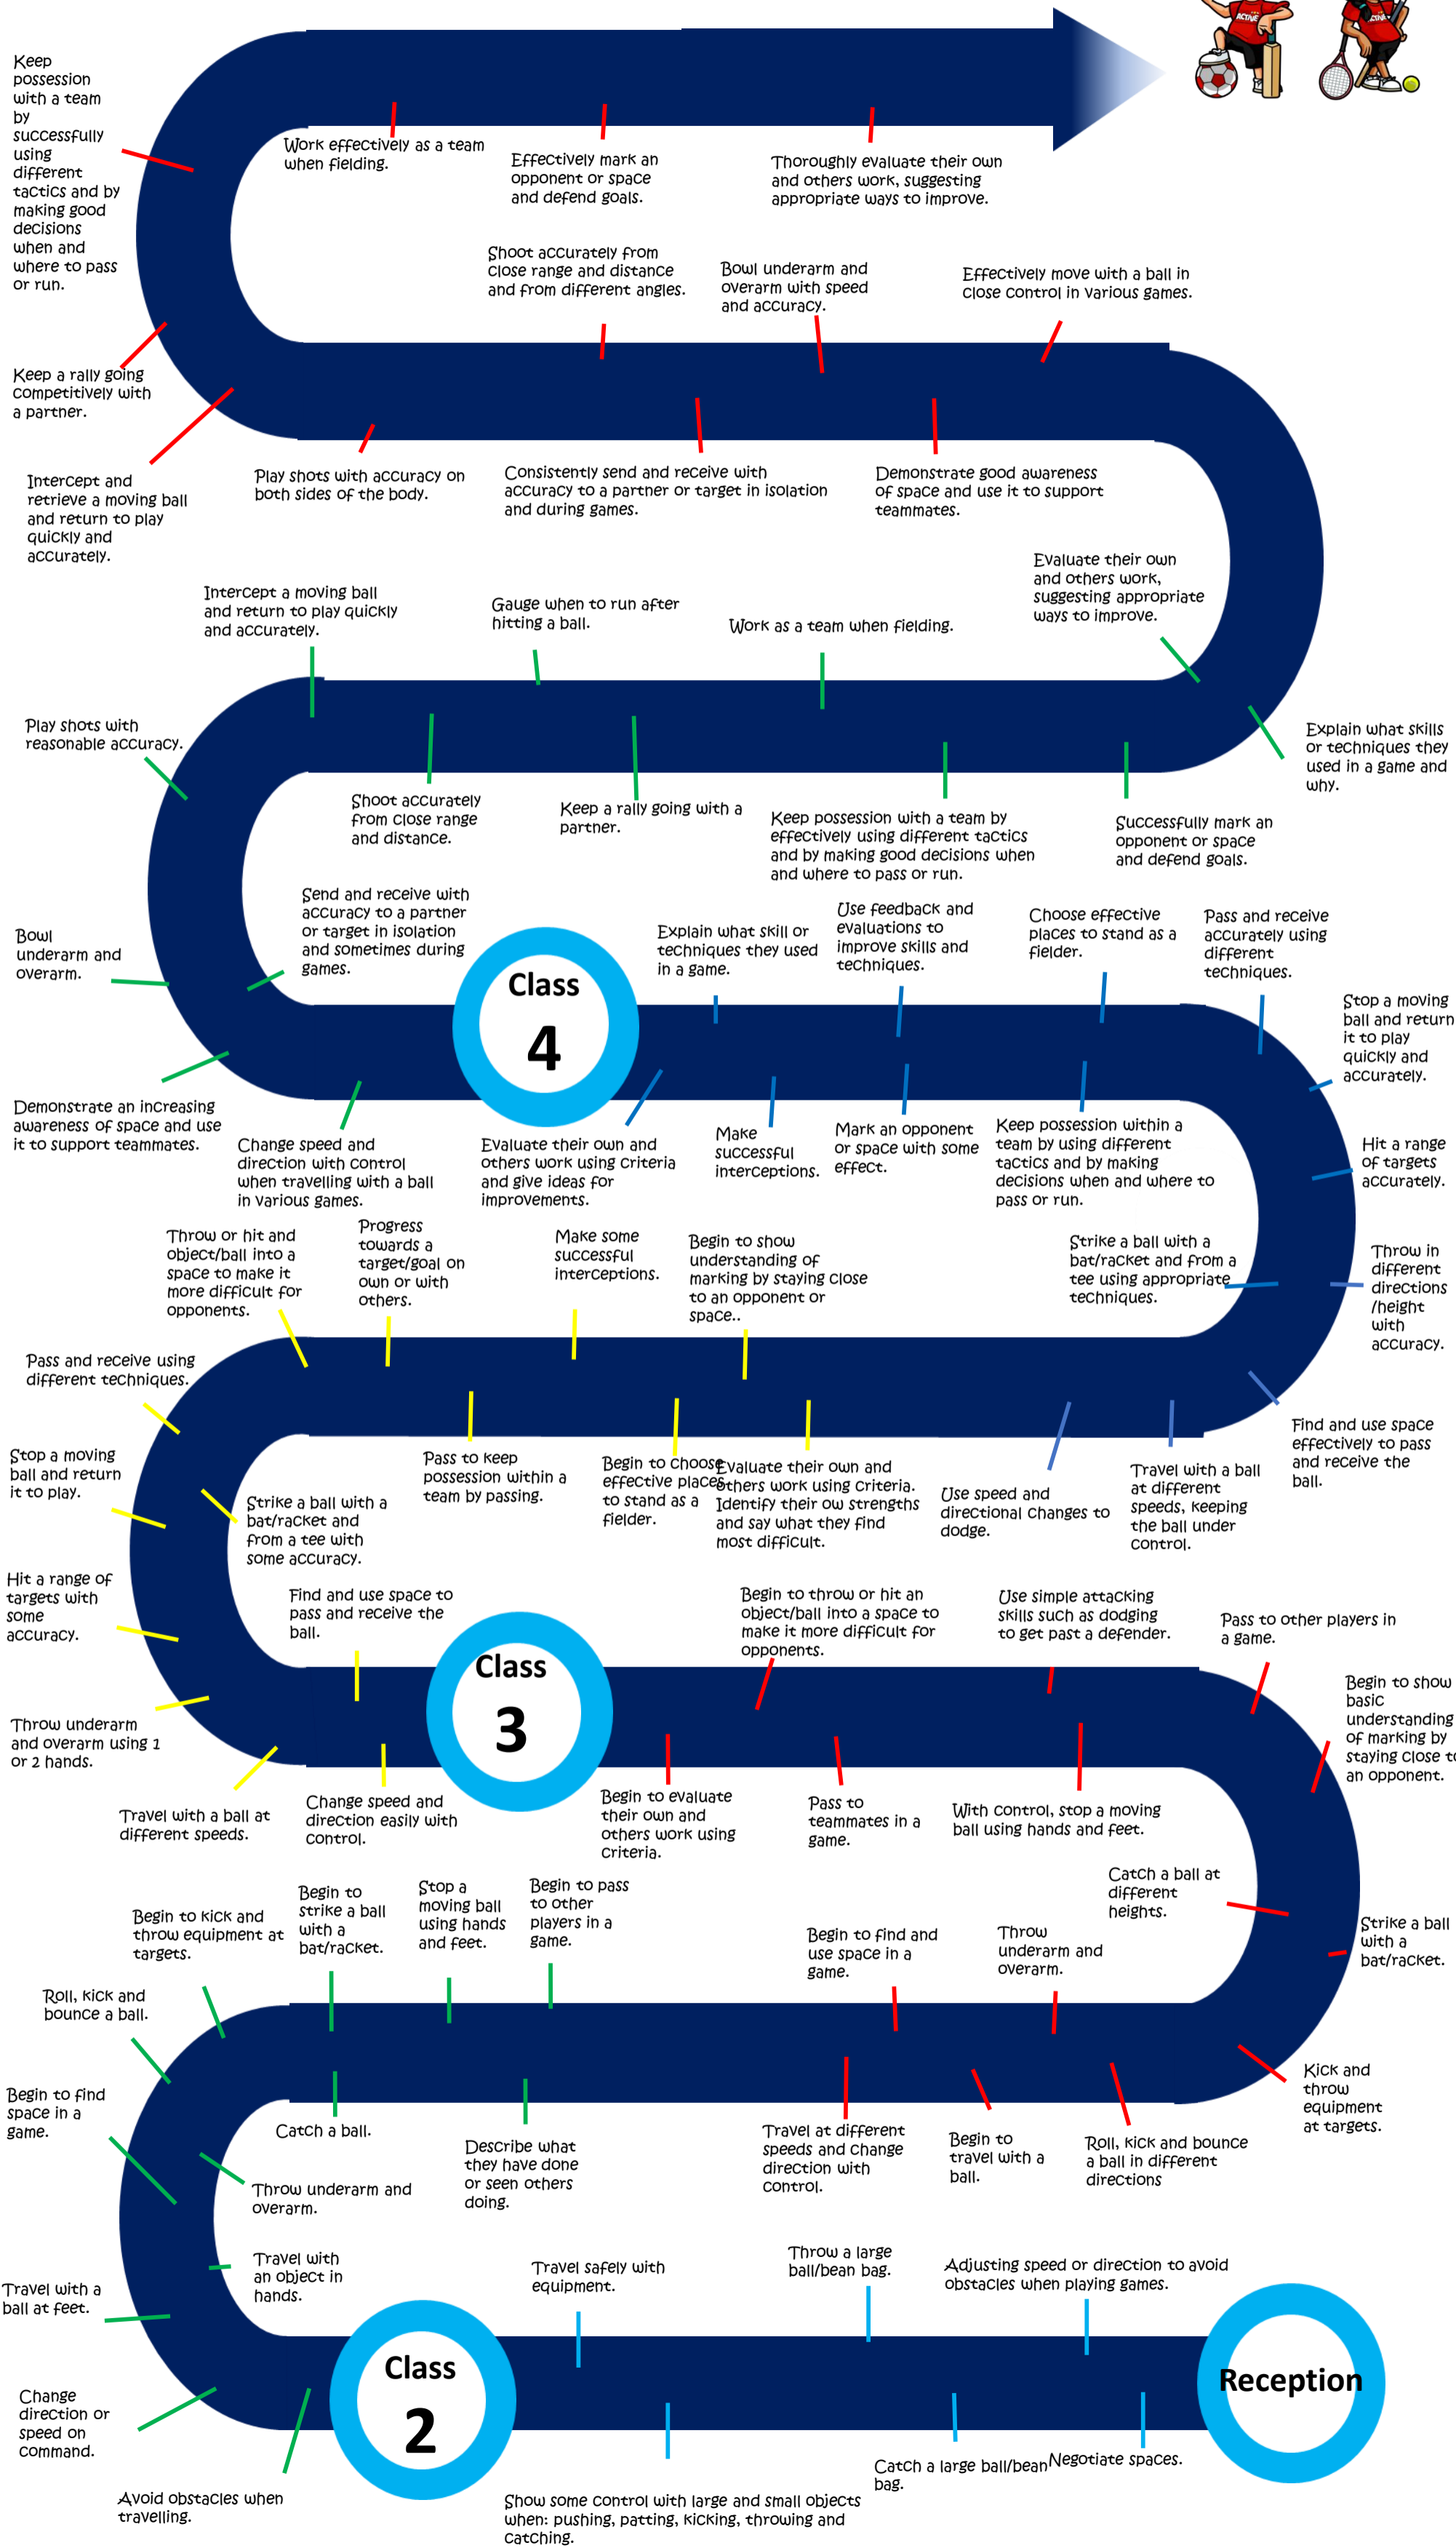 ACTIVE
ACTIVE
Keep
possession
with a team
by
successfully
using
different
tactics and by
making good
decisions
when and
where to pass
or run.
Work effectively as a team
when fielding.
Effectively mark an
opponent or space
and defend goals.
Thoroughly evaluate their own
and others work, suggesting
appropriate ways to improve.
Shoot accurately from
close range and distance
and from different angles.
Bowl underarm and
overarm with speed
and accuracy.
Effectively move with a ball in
close control in various games.
Keep a rally going
competitively with
a partner.
Intercept and
retrieve a moving ball
and return to play
quickly and
accurately.
Play shots with accuracy on
both sides of the body.
Consistently send and receive with
accuracy to a partner or target in isolation
and during games.
Demonstrate good awareness
of space and use it to support
teammates.
Intercept a moving ball
and return to play quickly
and accurately.
Gauge when to run after
hitting a ball.
Work as a team when fielding.
Evaluate their own
and others work,
suggesting appropriate
ways to improve.
Play shots with
reasonable accuracy.
Explain what skills
or techniques they
used in a game and
why.
Shoot accurately
from close range
and distance.
Keep a rally going with a
partner.
Keep possession with a team by
effectively using different tactics
and by making good decisions when
and where to pass or run.
Successfully mark an
opponent or space
and defend goals.
Bowl
underarm and
overarm.
Send and receive with
accuracy to a partner
or target in isolation
and sometimes during
games.
Class
4
Explain what skill or
techniques they used
in a game.
Use feedback and
evaluations to
improve skills and
techniques.
Choose effective
places to stand as a
fielder.
Pass and receive
accurately using
different
techniques.
Stop a moving
ball and return
it to play
quickly and
accurately.
Demonstrate an increasing
awareness of space and use
it to support teammates.
Change speed and
direction with control
when travelling with a ball
in various games.
Evaluate their own and
others work using criteria
and give ideas for
improvements.
Make
successful
interceptions.
Mark an opponent
or space with some
effect.
Keep possession within a
team by using different
tactics and by making
decisions when and where to
pass or run.
Hit a range
of targets
accurately.
Throw or hit and
object/ball into a
space to make it
more difficult for
opponents.
Progress
towards a
target/goal on
own or with
others.
Make some
successful
interceptions.
Begin to show
understanding of
marking by staying close
to an opponent or
space..
Strike a ball with a
bat/racket and from a
tee using appropriate
techniques.
Throw in
different
directions
/height
with
accuracy.
Pass and receive using
different techniques.
Stop a moving
ball and return
it to play.
Strike a ball with a
bat/racket and
from a tee with
some accuracy.
Pass to keep
possession within a
team by passing.
Begin to choose
effective places
to stand as a
fielder.
Evaluate their own and
others work using criteria.
Identify their ow strengths
and say what they find
most difficult.
Use speed and
directional changes to
dodge.
Travel with a ball
at different
speeds, keeping
the ball under
control.
Find and use space
effectively to pass
and receive the
ball.
Hit a range of
targets with
some
accuracy.
Find and use space to
pass and receive the
ball.
Class
3
Begin to throw or hit an
object/ball into a space to
make it more difficult for
opponents.
Use simple attacking
skills such as dodging
to get past a defender.
Pass to other players in
a game.
Begin to show
basic
understanding
of marking by
staying close to
an opponent.
Throw underarm
and overarm using 1
or 2 hands.
Travel with a ball at
different speeds.
Change speed and
direction easily with
control.
Begin to evaluate
their own and
others work using
criteria.
Pass to
teammates in a
game.
With control, stop a moving
ball using hands and feet.
Catch a ball at
different
heights.
Strike a ball
with a
bat/racket.
Begin to kick and
throw equipment at
targets.
Begin to
strike a ball
with a
bat/racket.
Stop a
moving ball
using hands
and feet.
Begin to pass
to other
players in a
game.
Begin to find and
use space in a
game.
Throw
underarm and
overarm.
Roll, kick and
bounce a ball.
Begin to find
space in a
game.
Catch a ball.
Throw underarm and
overarm.
Describe what
they have done
or seen others
doing.
Travel at different
speeds and change
direction with
control.
Begin to
travel with a
ball.
Roll, kick and bounce
a ball in different
directions
Kick and
throw
equipment
at targets.
Travel with a
ball at feet.
Travel with
an object in
hands.
Travel safely with
equipment.
Throw a large
ball/bean bag.
Adjusting speed or direction to avoid
obstacles when playing games.
Change
direction or
speed on
command.
Avoid obstacles when
travelling.
Class
2
Show some control with large and small objects
when: pushing, patting, kicking, throwing and
catching.
Catch a large ball/bean
bag.
Negotiate spaces.
Reception